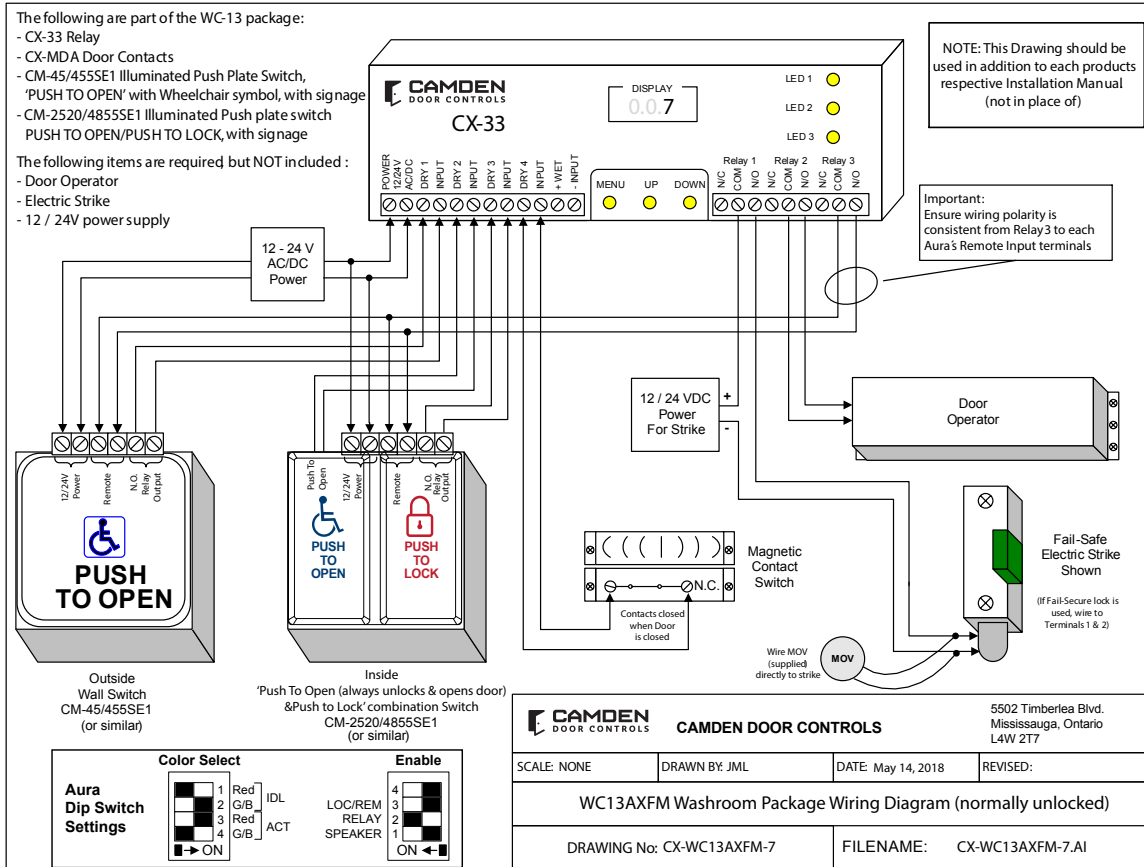 The following are part of the WC-13 package:
- CX-33 Relay
- CX-MDA Door Contacts
- CM-45/455SE1 Illuminated Push Plate Switch,
'PUSH TO OPEN' with Wheelchair symbol, with signage
- CM-2520/4855SE1 Illuminated Push plate switch
PUSH TO OPEN/PUSH TO LOCK, with signage
The following items are required, but NOT included :
- Door Operator
- Electric Strike
- 12 / 24V power supply
CAMDEN
DOOR CONTROLS
CX-33
DISPLAY
0.0.7
LED 1
LED 2
LED 3
POWER
12/24V
AC/DC
DRY 1
INPUT
DRY 2
INPUT
DRY 3
INPUT
DRY 4
INPUT
+ WET
- INPUT
MENU
UP
DOWN
Relay 1
Relay 2
Relay 3
N/C
COM
N/O
N/C
COM
N/O
N/C
COM
N/O
NOTE: This Drawing should be
used in addition to each products
respective Installation Manual
(not in place of)
Important:
Ensure wiring polarity is
consistent from Relay 3 to each
Aura's Remote Input terminals
12 - 24 V
AC/DC
Power
12 / 24 VDC
Power
For Strike
+
-
Door
Operator
12/24V
Power
Remote
N.O.
Relay
Output
PUSH
TO OPEN
Outside
Wall Switch
CM-45/455SE1
(or similar)
Push To
Open
12/24V
Power
Remote
N.O.
Relay
Output
PUSH
TO
OPEN
PUSH
TO
LOCK
Inside
'Push To Open (always unlocks & opens door)
&Push to Lock' combination Switch
CM-2520/4855SE1
(or similar)
N.C.
Contacts closed
when Door
is closed
Magnetic
Contact
Switch
Fail-Safe
Electric Strike
Shown
(If Fail-Secure lock is
used, wire to
Terminals 1 & 2)
Wire MOV
(supplied)
directly to strike
MOV
Aura
Dip Switch
Settings
Color Select
1 Red
2 G/B
IDL
3 Red
4 G/B
ACT
ON
Enable
4
LOC/REM 3
RELAY 2
SPEAKER 1
ON
CAMDEN
DOOR CONTROLS
CAMDEN DOOR CONTROLS
5502 Timberlea Blvd.
Mississauga, Ontario
L4W 2T7
SCALE: NONE
DRAWN BY: JML
DATE: May 14, 2018
REVISED:
WC13AXFM Washroom Package Wiring Diagram (normally unlocked)
DRAWING No: CX-WC13AXFM-7
FILENAME: CX-WC13AXFM-7.AI